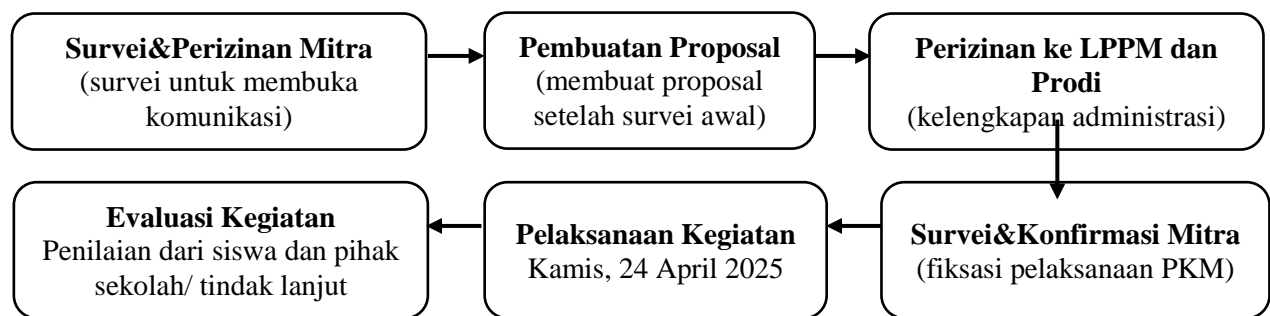 Survei&Perizinan Mitra
(survei untuk membuka
komunikasi)
Pembuatan Proposal
(membuat proposal
setelah survei awal)
Perizinan ke LPPM dan
Prodi
(kelengkapan administrasi)
Survei&Konfirmasi Mitra
(fiksasi pelaksanaan PKM)
Pelaksanaan Kegiatan
Kamis, 24 April 2025
Evaluasi Kegiatan
Penilaian dari siswa dan pihak
sekolah/ tindak lanjut